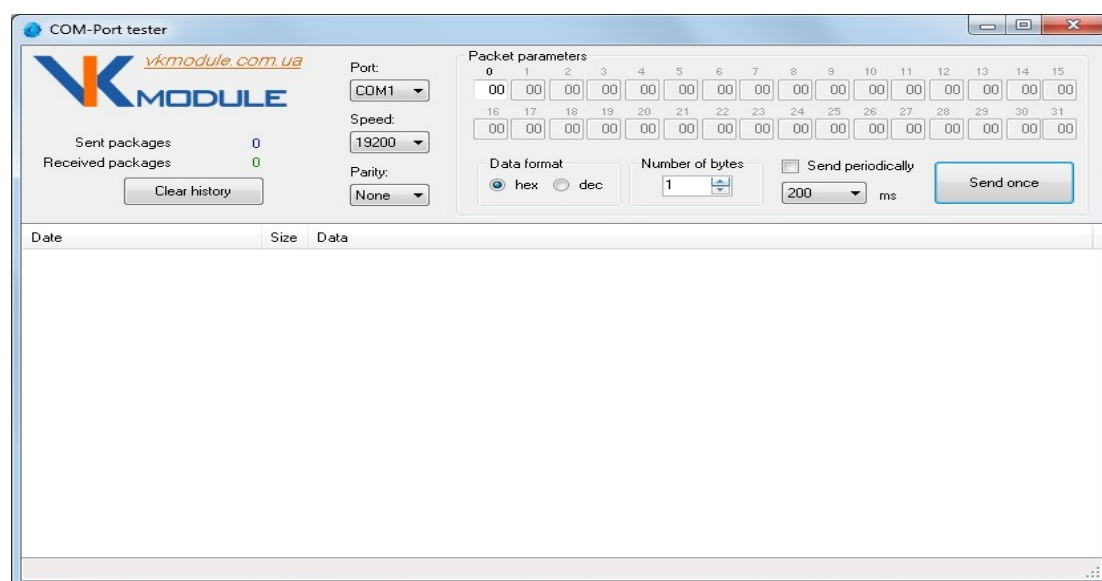 COM-Port tester
vkmodule.com.ua
VK MODULE
Sent packages 0
Received packages 0
Clear history
Port:
COM1
Speed:
19200
Parity:
None
Packet parameters
0 1 2 3 4 5 6 7 8 9 10 11 12 13 14 15
00 00 00 00 00 00 00 00 00 00 00 00 00 00 00 00
16 17 18 19 20 21 22 23 24 25 26 27 28 29 30 31
00 00 00 00 00 00 00 00 00 00 00 00 00 00 00 00
Data format
hex dec
Number of bytes
1
Send periodically
200 ms
Send once
Date Size Data